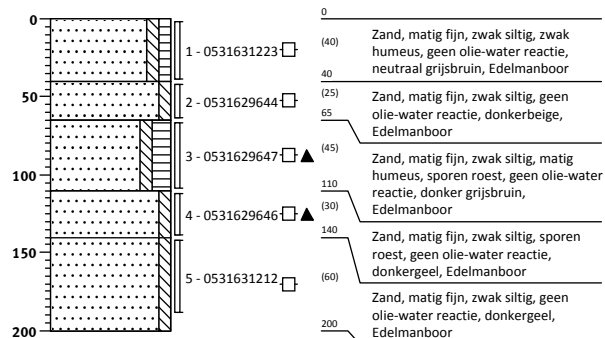 0
50
100
150
200
1 - 0531631223
2 - 0531629644
3 - 0531629647
4 - 0531629646
5 - 0531631212
0
(40)
Zand, matig fijn, zwak siltig, zwak
humeus, geen olie-water reactie,
neutraal grijsbruin, Edelmanboor
40
(25)
Zand, matig fijn, zwak siltig, geen
olie-water reactie, donkerbeige,
Edelmanboor
65
(45)
Zand, matig fijn, zwak siltig, matig
humeus, sporen roest, geen olie-water
reactie, donker grijsbruin,
Edelmanboor
110
(30)
Zand, matig fijn, zwak siltig, sporen
roest, geen olie-water reactie,
donkergeel, Edelmanboor
140
(60)
Zand, matig fijn, zwak siltig, geen
olie-water reactie, donkergeel,
Edelmanboor
200